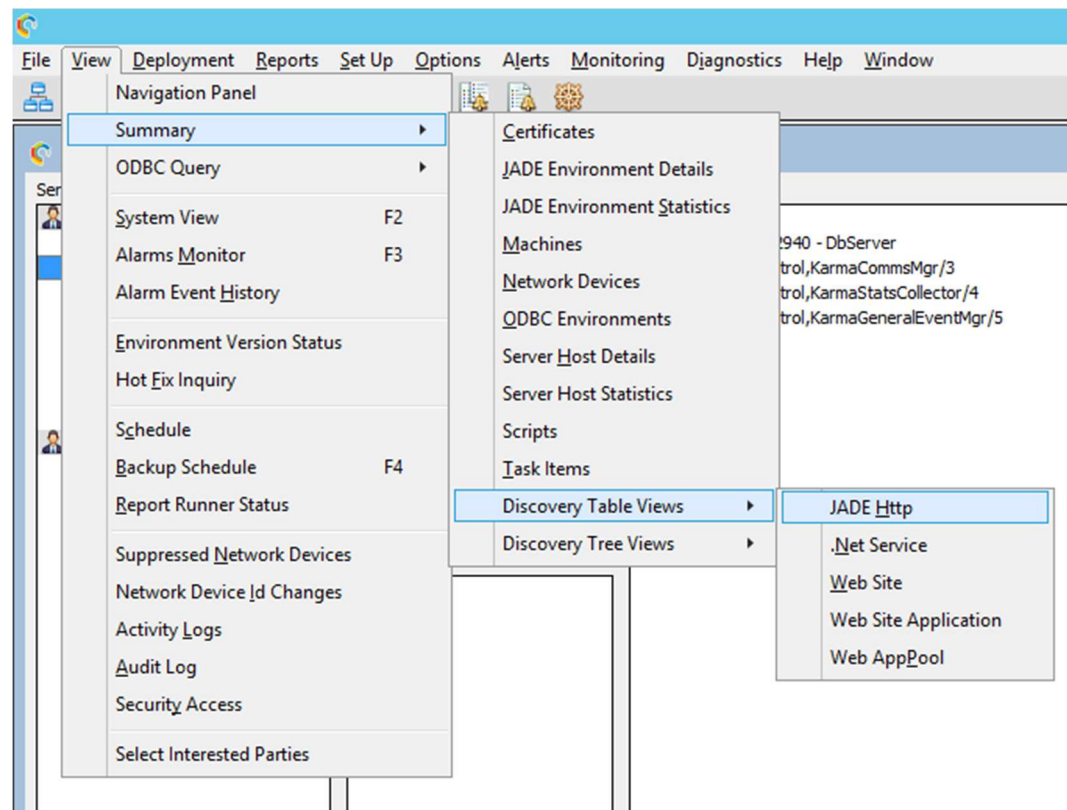 File View Deployment Reports Set Up Options Alerts Monitoring Diagnostics Help Window
Navigation Panel
Summary
ODBC Query
System View F2
Alarms Monitor F3
Alarm Event History
Environment Version Status
Hot Fix Inquiry
Schedule
Backup Schedule F4
Report Runner Status
Suppressed Network Devices
Network Device Id Changes
Activity Logs
Audit Log
Security Access
Select Interested Parties
Certificates
JADE Environment Details
JADE Environment Statistics
Machines
Network Devices
ODBC Environments
Server Host Details
Server Host Statistics
Scripts
Task Items
Discovery Table Views
Discovery Tree Views
JADE Http
.Net Service
Web Site
Web Site Application
Web AppPool
Ser
2940 - DbServer
trol,KarmaCommsMgr/3
trol,KarmaStatsCollector/4
trol,KarmaGeneralEventMgr/5